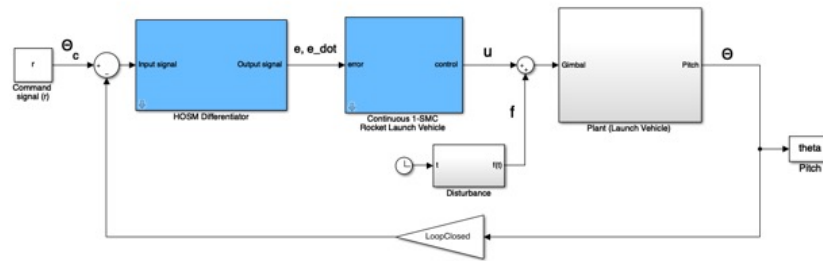 r
Command
signal (r)
Θc
+
−
Input signal
Output signal
HOSM Differentiator
e, e_dot
error
control
Continuous 1-SMC
Rocket Launch Vehicle
u
+
+
f
t
f(t)
Disturbance
Gimbal
Pitch
Plant (Launch Vehicle)
Θ
theta
Pitch
LoopClosed